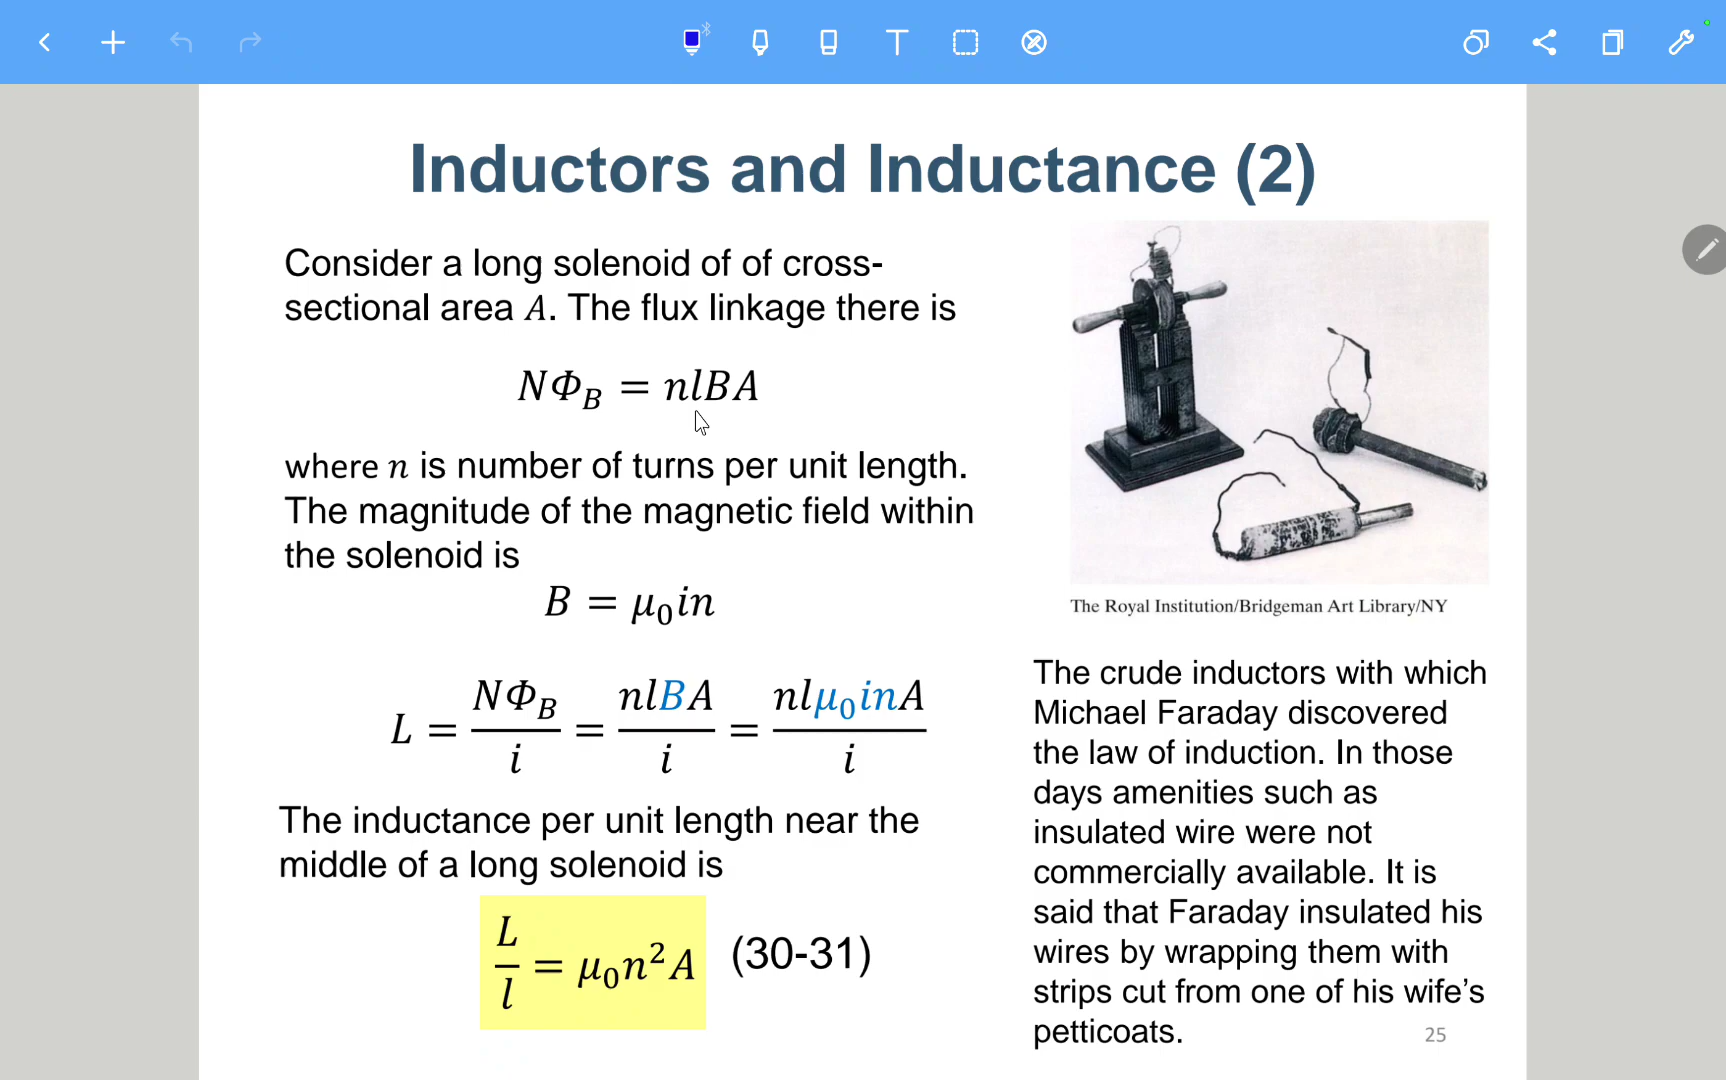 Inductors and Inductance (2)
Consider a long solenoid of of cross-
sectional area A. The flux linkage there is
NΦ_B = nlBA
where n is number of turns per unit length.
The magnitude of the magnetic field within
the solenoid is
B = μ₀in
L = NΦ_B / i = nlBA / i = nlμ₀inA / i
The inductance per unit length near the
middle of a long solenoid is
L / l = μ₀n²A (30-31)
The Royal Institution/Bridgeman Art Library/NY
The crude inductors with which
Michael Faraday discovered
the law of induction. In those
days amenities such as
insulated wire were not
commercially available. It is
said that Faraday insulated his
wires by wrapping them with
strips cut from one of his wife’s
petticoats.
25